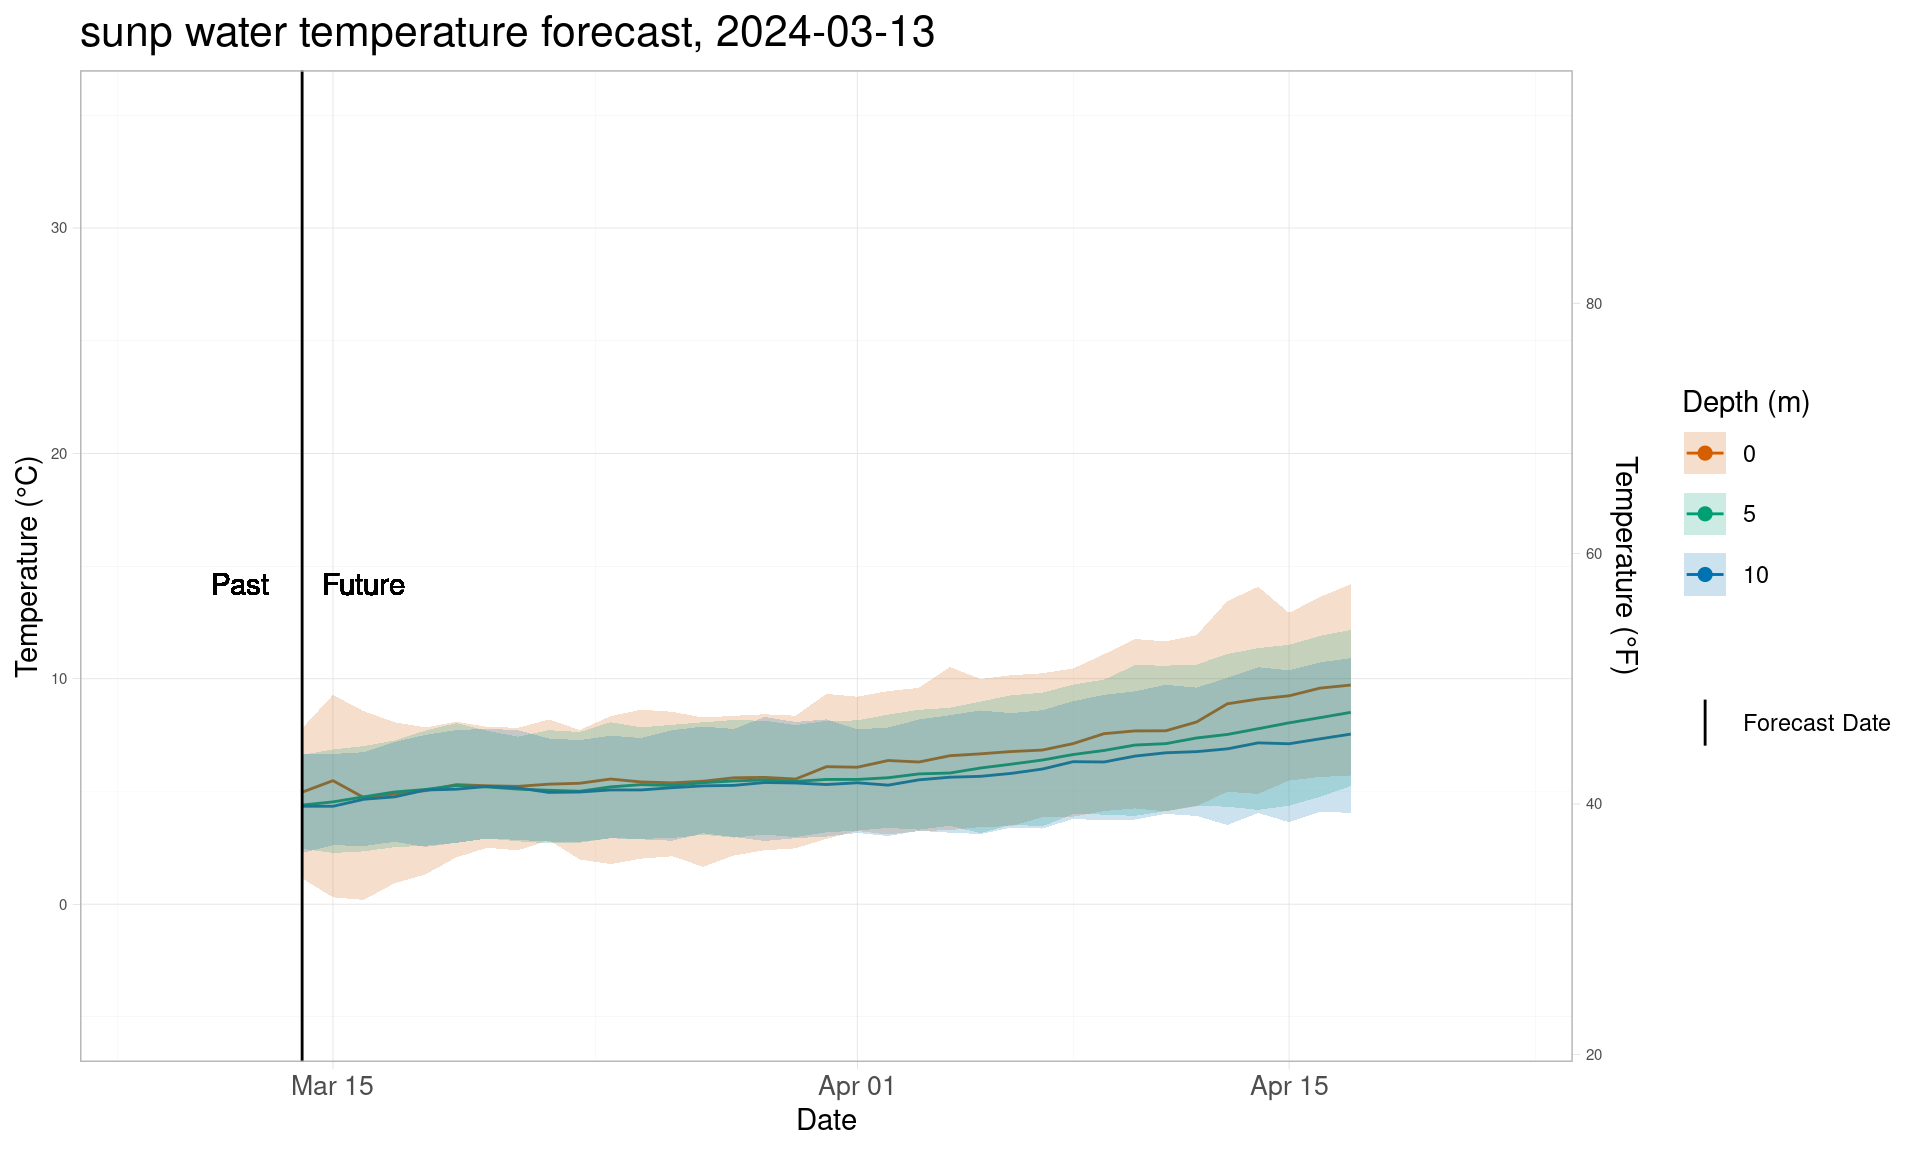 sunp water temperature forecast, 2024-03-13
Temperature (°C)
30
20
10
0
Past
Future
Mar 15
Apr 01
Apr 15
Date
80
60
40
20
Temperature (°F)
Depth (m)
0
5
10
Forecast Date